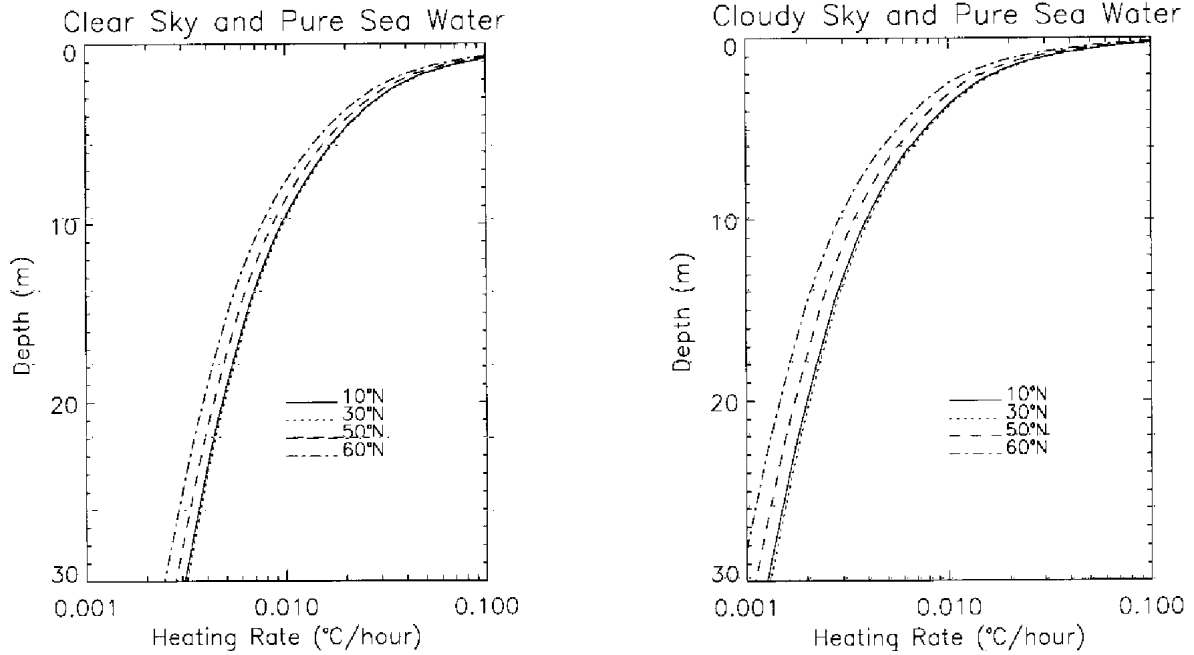 Clear Sky and Pure Sea Water
0
10
20
30
Depth (m)
10°N
30°N
50°N
60°N
0.001 0.010 0.100
Heating Rate (°C/hour)
Cloudy Sky and Pure Sea Water
0
10
20
30
Depth (m)
10°N
30°N
50°N
60°N
0.001 0.010 0.100
Heating Rate (°C/hour)